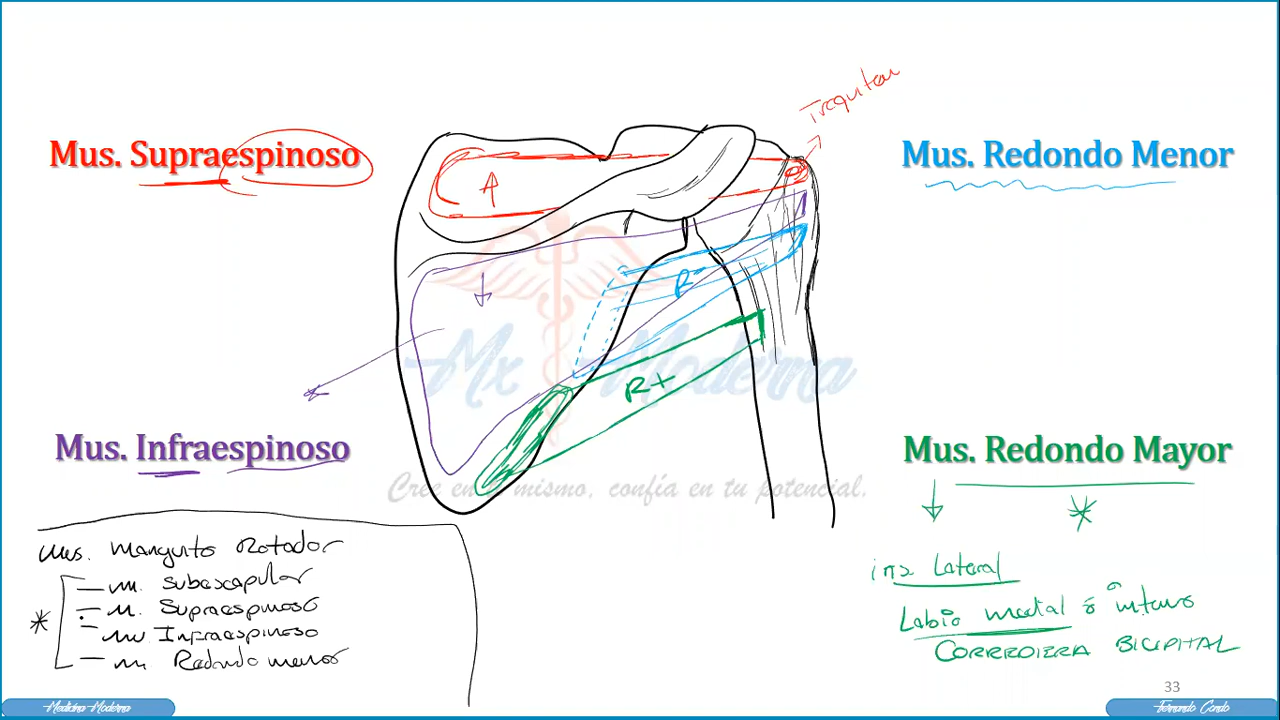 Troquiter
Mus. Supraespinoso
Mus. Redondo Menor
A
R-
R+
Mx Moderna
Mus. Infraespinoso
Mus. Redondo Mayor
Cree en ti mismo, confía en tu potencial.
Mus. Manguito Rotador
m. Subescapular
m. Supraespinoso
m. Infraespinoso
m. Redondo menor
Lateral
Labio medial ó interno
CORREDERA BICIPITAL
33
Medicina Moderna
Fernando Condo